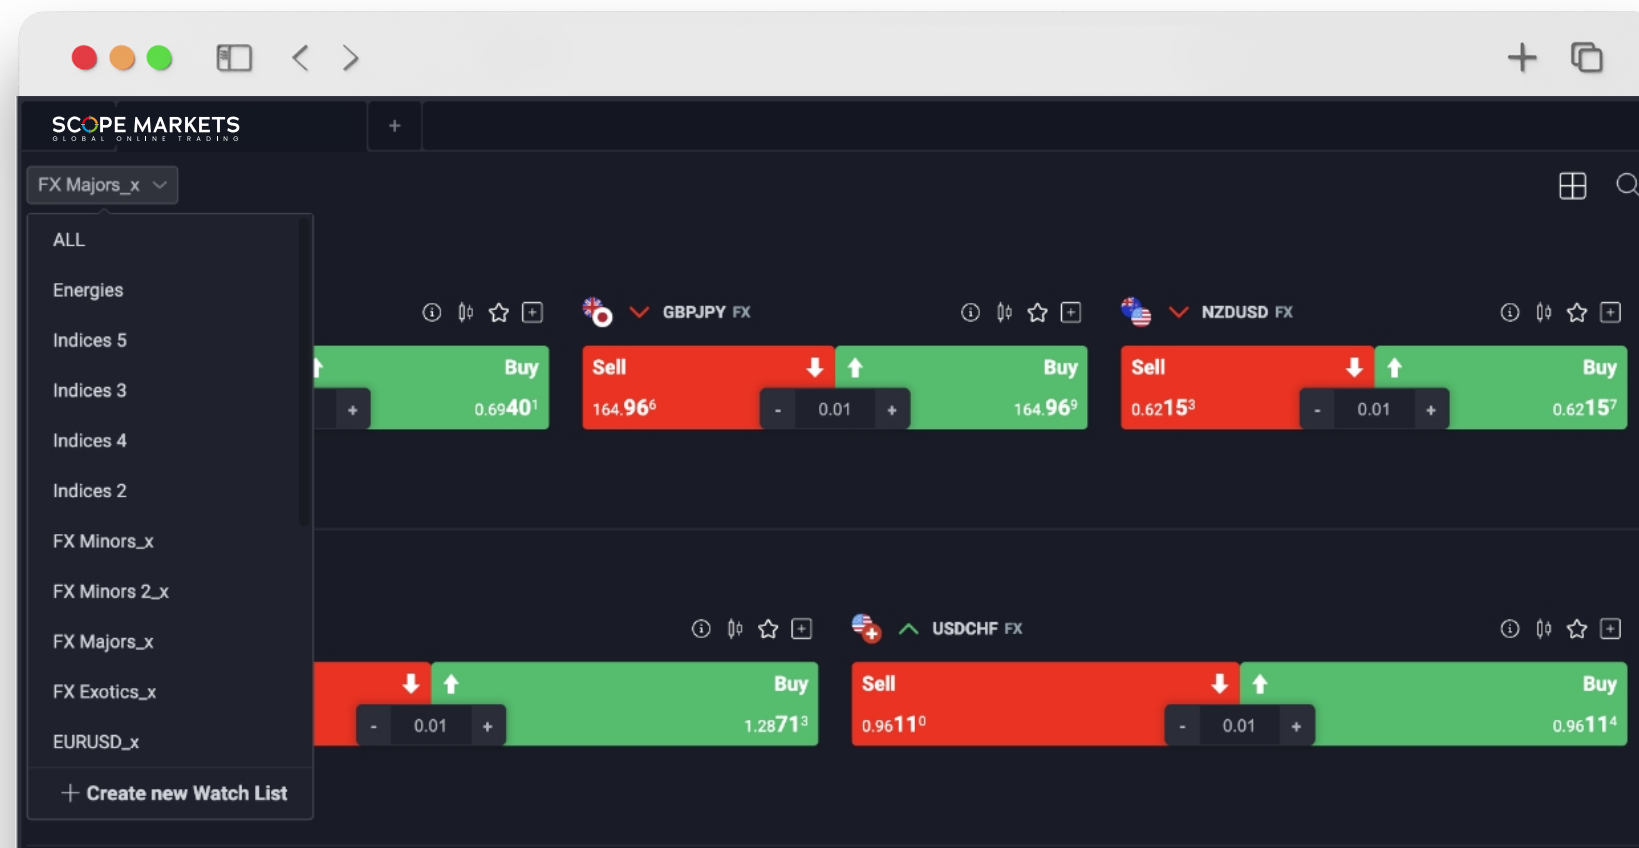 SCOPE MARKETS
GLOBAL ONLINE TRADING
+
FX Majors_x
ALL
Energies
Indices 5
Indices 3
Indices 4
Indices 2
FX Minors_x
FX Minors 2_x
FX Majors_x
FX Exotics_x
EURUSD_x
+ Create new Watch List
Buy
+ 0.69401
GBPJPY FX
Sell Buy
164.966 - 0.01 + 164.969
NZDUSD FX
Sell Buy
0.62153 - 0.01 + 0.62157
Buy
- 0.01 + 1.28713
USDCHF FX
Sell Buy
0.96110 - 0.01 + 0.96114